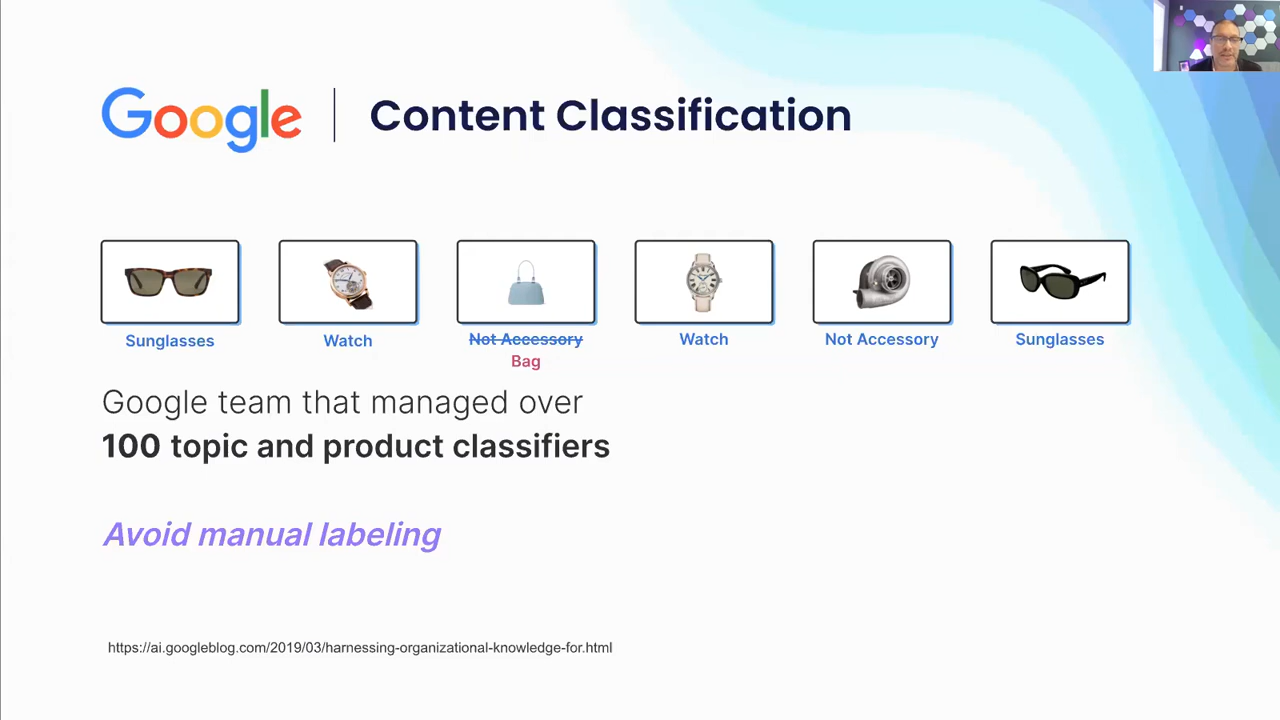 Google
Content Classification
Sunglasses
Watch
Not Accessory
Bag
Watch
Not Accessory
Sunglasses
Google team that managed over
100 topic and product classifiers
Avoid manual labeling
https://ai.googleblog.com/2019/03/harnessing-organizational-knowledge-for.html